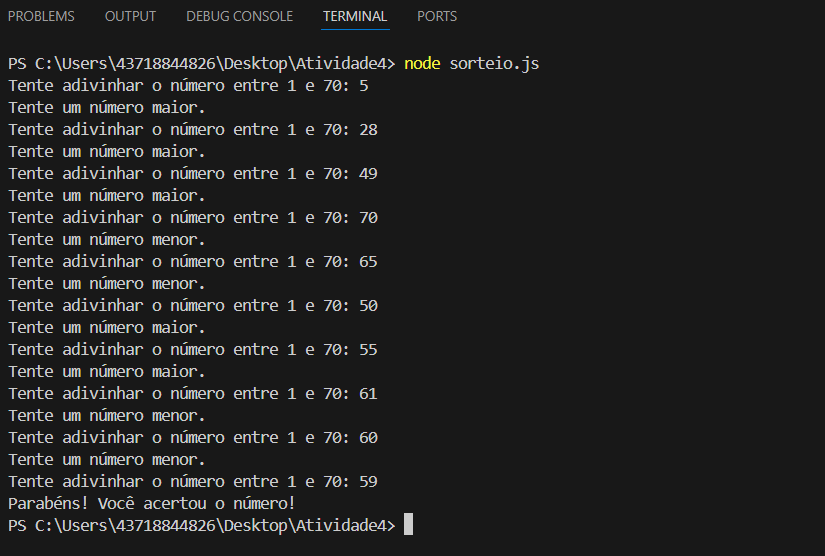 PROBLEMS OUTPUT DEBUG CONSOLE TERMINAL PORTS
PS C:\Users\43718844826\Desktop\Atividade4> node sorteio.js
Tente adivinhar o número entre 1 e 70: 5
Tente um número maior.
Tente adivinhar o número entre 1 e 70: 28
Tente um número maior.
Tente adivinhar o número entre 1 e 70: 49
Tente um número maior.
Tente adivinhar o número entre 1 e 70: 70
Tente um número menor.
Tente adivinhar o número entre 1 e 70: 65
Tente um número menor.
Tente adivinhar o número entre 1 e 70: 50
Tente um número maior.
Tente adivinhar o número entre 1 e 70: 55
Tente um número maior.
Tente adivinhar o número entre 1 e 70: 61
Tente um número menor.
Tente adivinhar o número entre 1 e 70: 60
Tente um número menor.
Tente adivinhar o número entre 1 e 70: 59
Parabéns! Você acertou o número!
PS C:\Users\43718844826\Desktop\Atividade4>